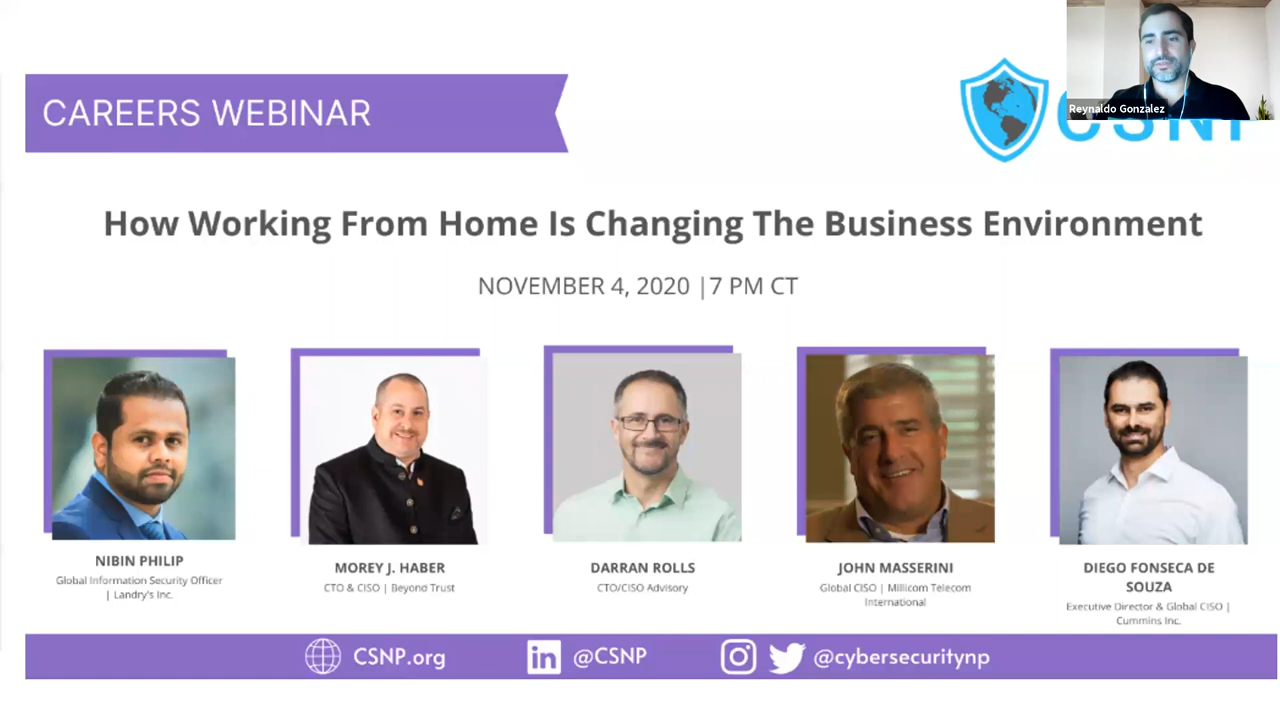 CAREERS WEBINAR
Reynaldo Gonzalez
CSNP
How Working From Home Is Changing The Business Environment
NOVEMBER 4, 2020 |7 PM CT
NIBIN PHILIP
Global Information Security Officer
| Landry's Inc.
MOREY J. HABER
CTO & CISO | Beyond Trust
DARRAN ROLLS
CTO/CISO Advisory
JOHN MASSERINI
Global CISO | Millicom Telecom
International
DIEGO FONSECA DE
SOUZA
Executive Director & Global CISO |
Cummins Inc.
CSNP.org
in @CSNP
@cybersecuritynp